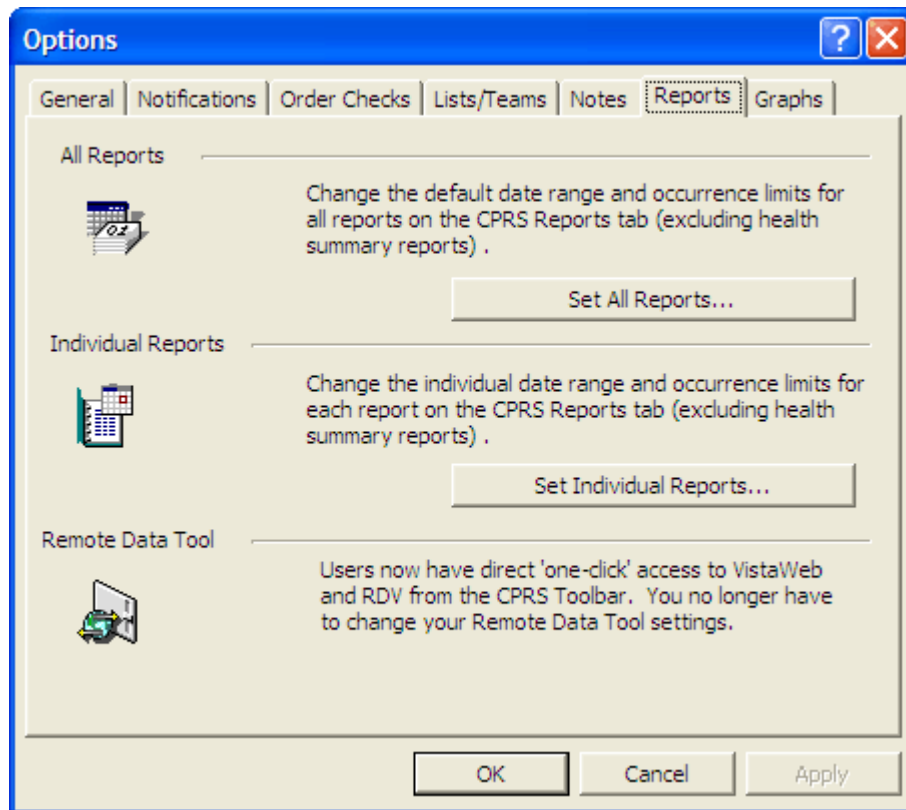 Options
General Notifications Order Checks Lists/Teams Notes Reports Graphs
All Reports
Change the default date range and occurrence limits for
all reports on the CPRS Reports tab (excluding health
summary reports) .
Set All Reports...
Individual Reports
Change the individual date range and occurrence limits for
each report on the CPRS Reports tab (excluding health
summary reports) .
Set Individual Reports...
Remote Data Tool
Users now have direct 'one-click' access to VistaWeb
and RDV from the CPRS Toolbar.  You no longer have
to change your Remote Data Tool settings.
OK Cancel Apply